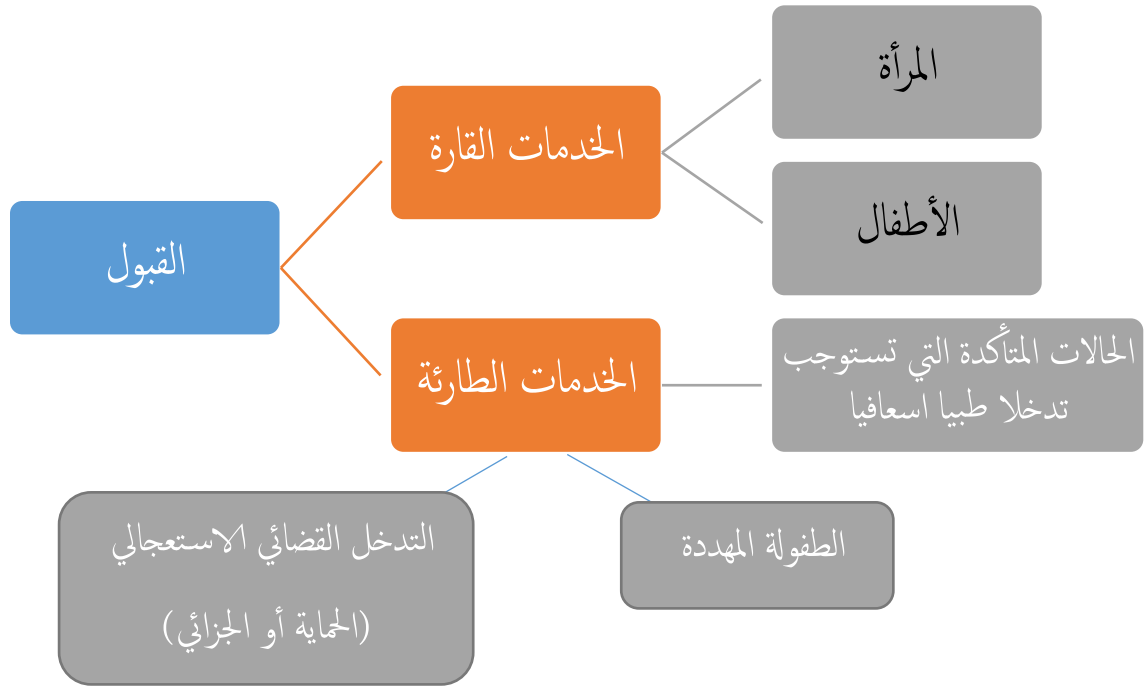 القبول
الخدمات القارة
المرأة
الأطفال
الخدمات الطارئة
الحالات المتأكدة التي تستوجب
تدخلا طبيا اسعافيا
الطفولة المهددة
التدخل القضائي الاستعجالي
(الحماية أو الجزائي)